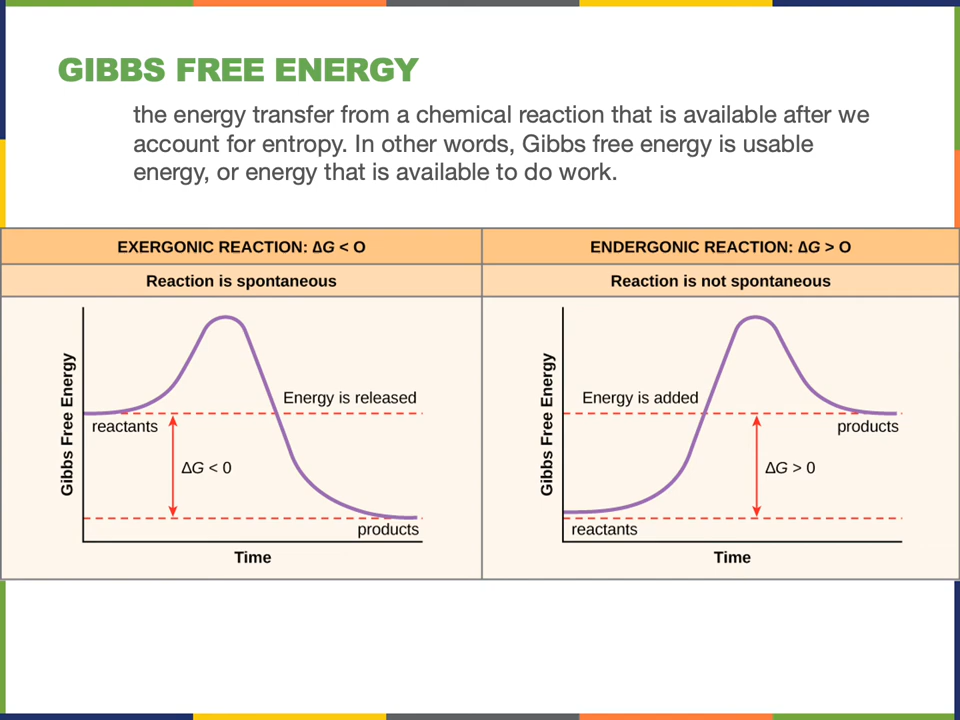 GIBBS FREE ENERGY
the energy transfer from a chemical reaction that is available after we
account for entropy. In other words, Gibbs free energy is usable
energy, or energy that is available to do work.
EXERGONIC REACTION: ΔG < O
Reaction is spontaneous
Gibbs Free Energy
Energy is released
reactants
ΔG < 0
products
Time
ENDERGONIC REACTION: ΔG > O
Reaction is not spontaneous
Gibbs Free Energy
Energy is added
products
ΔG > 0
reactants
Time